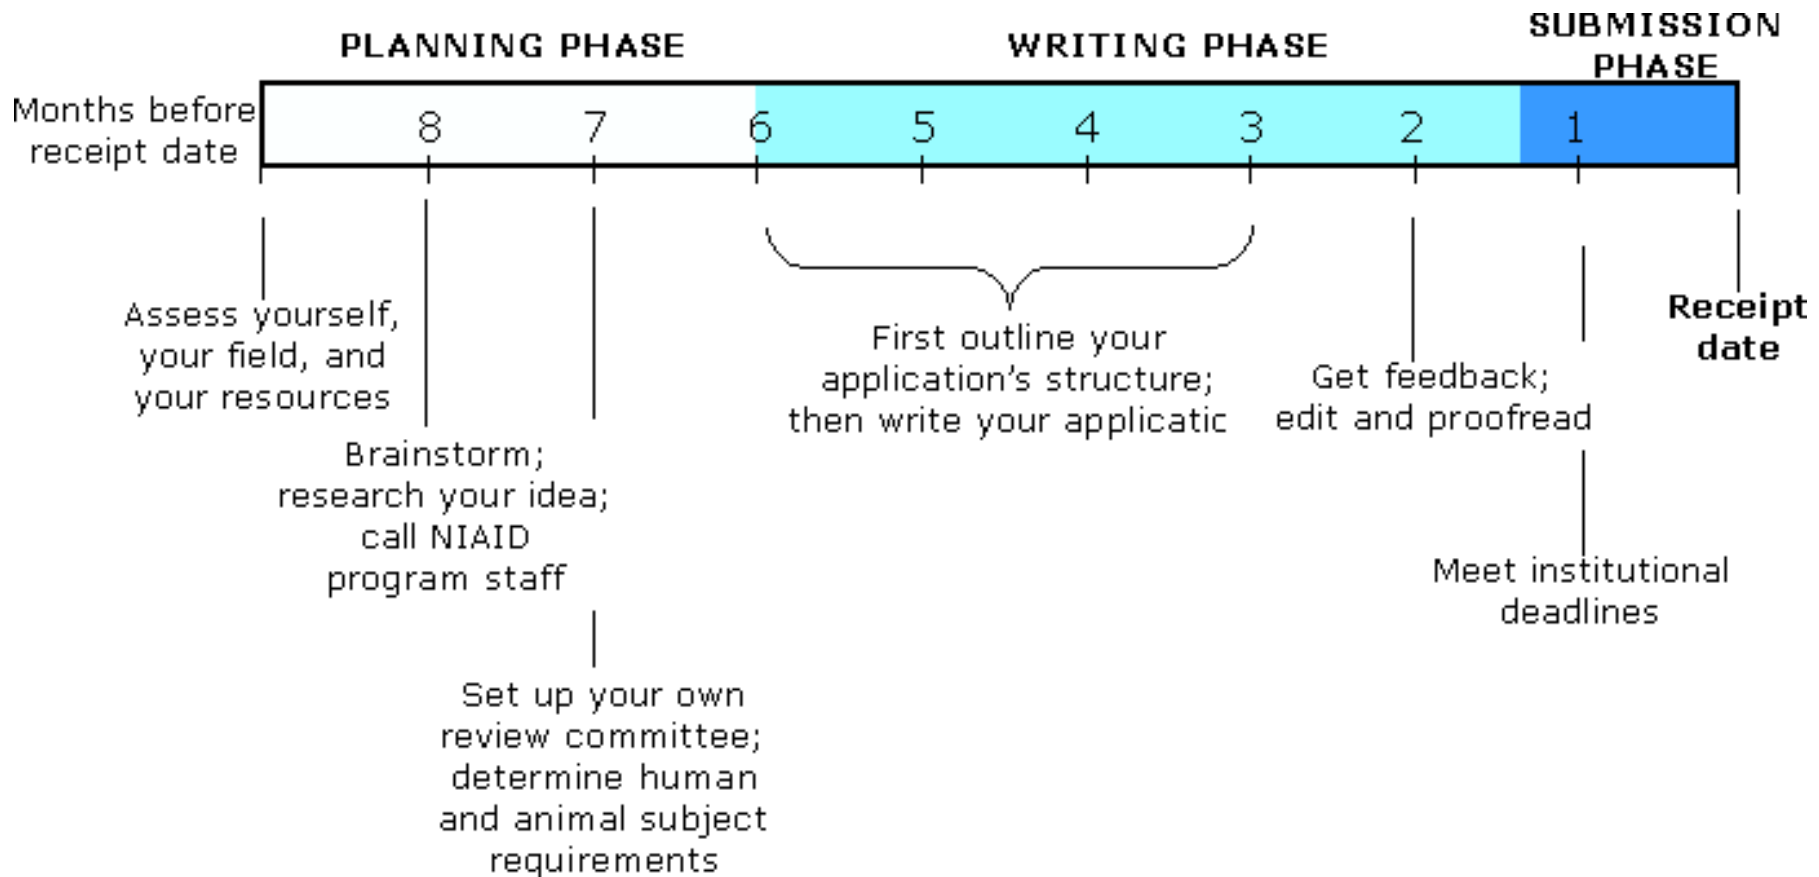 PLANNING PHASE
WRITING PHASE
SUBMISSION
PHASE
Months before
receipt date
8
7
6
5
4
3
2
1
Assess yourself,
your field, and
your resources
Brainstorm;
research your idea;
call NIAID
program staff
Set up your own
review committee;
determine human
and animal subject
requirements
First outline your
application's structure;
then write your applicatic
Get feedback;
edit and proofread
Meet institutional
deadlines
Receipt
date